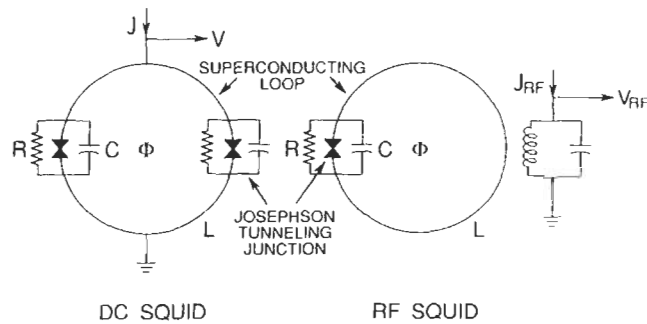 J
V
SUPERCONDUCTING
LOOP
J_RF
V_RF
R
C
Φ
R
C
Φ
L
JOSEPHSON
TUNNELING
JUNCTION
L
DC SQUID
RF SQUID